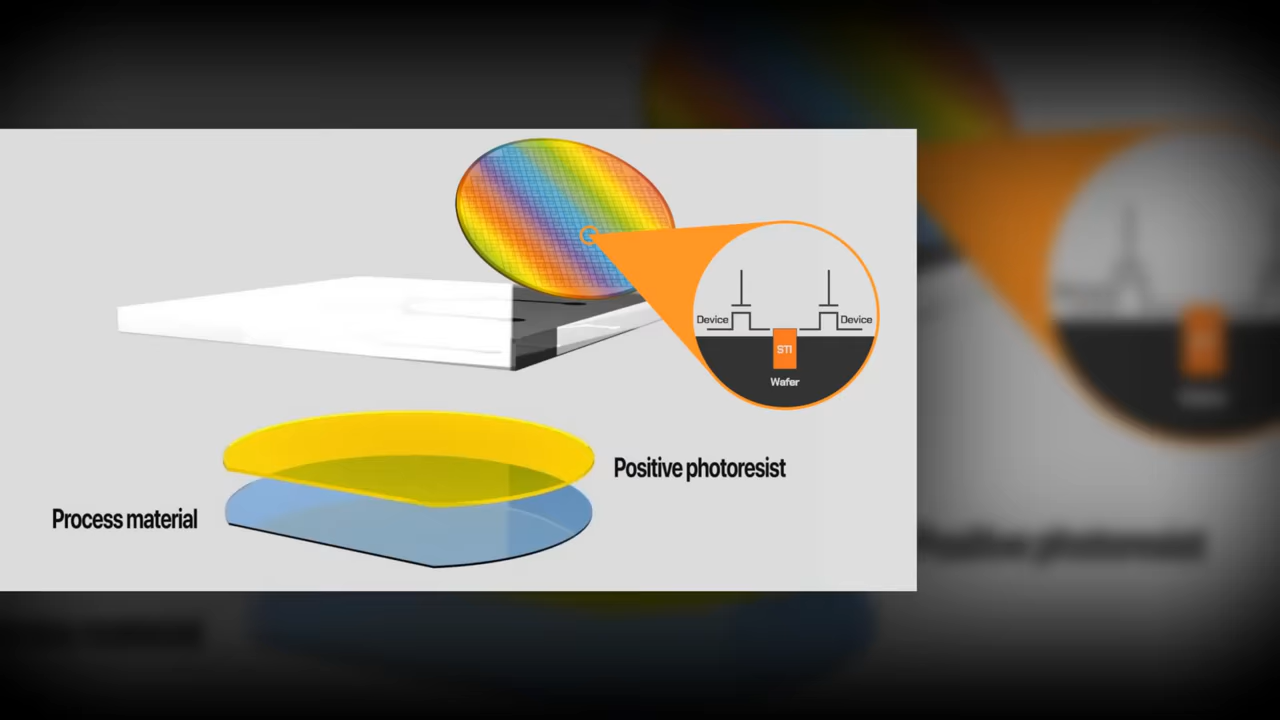 Device
Device
STI
Wafer
Positive photoresist
Process material